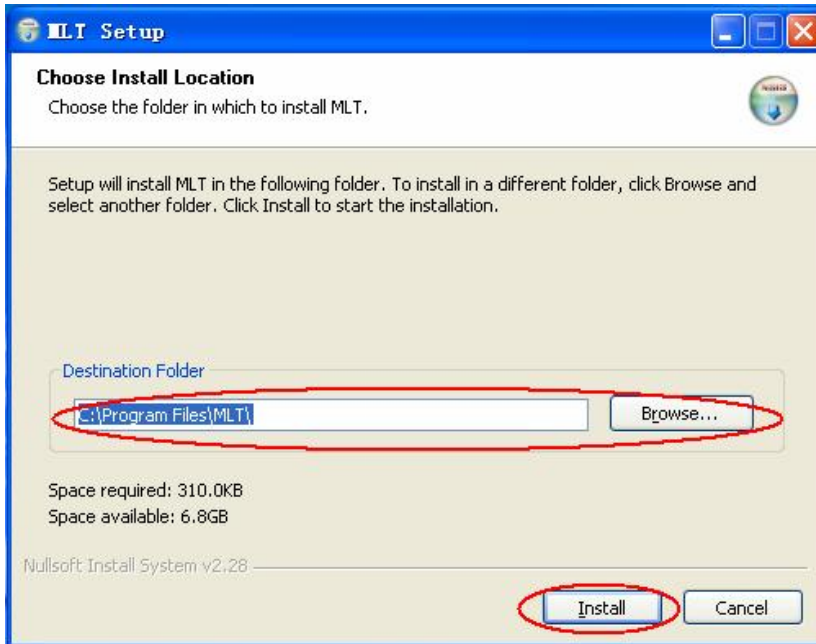 MLT Setup
Choose Install Location
Choose the folder in which to install MLT.
Setup will install MLT in the following folder. To install in a different folder, click Browse and
select another folder. Click Install to start the installation.
Destination Folder
C:\Program Files\MLT\
Browse...
Space required: 310.0KB
Space available: 6.8GB
Nullsoft Install System v2.28
Install
Cancel